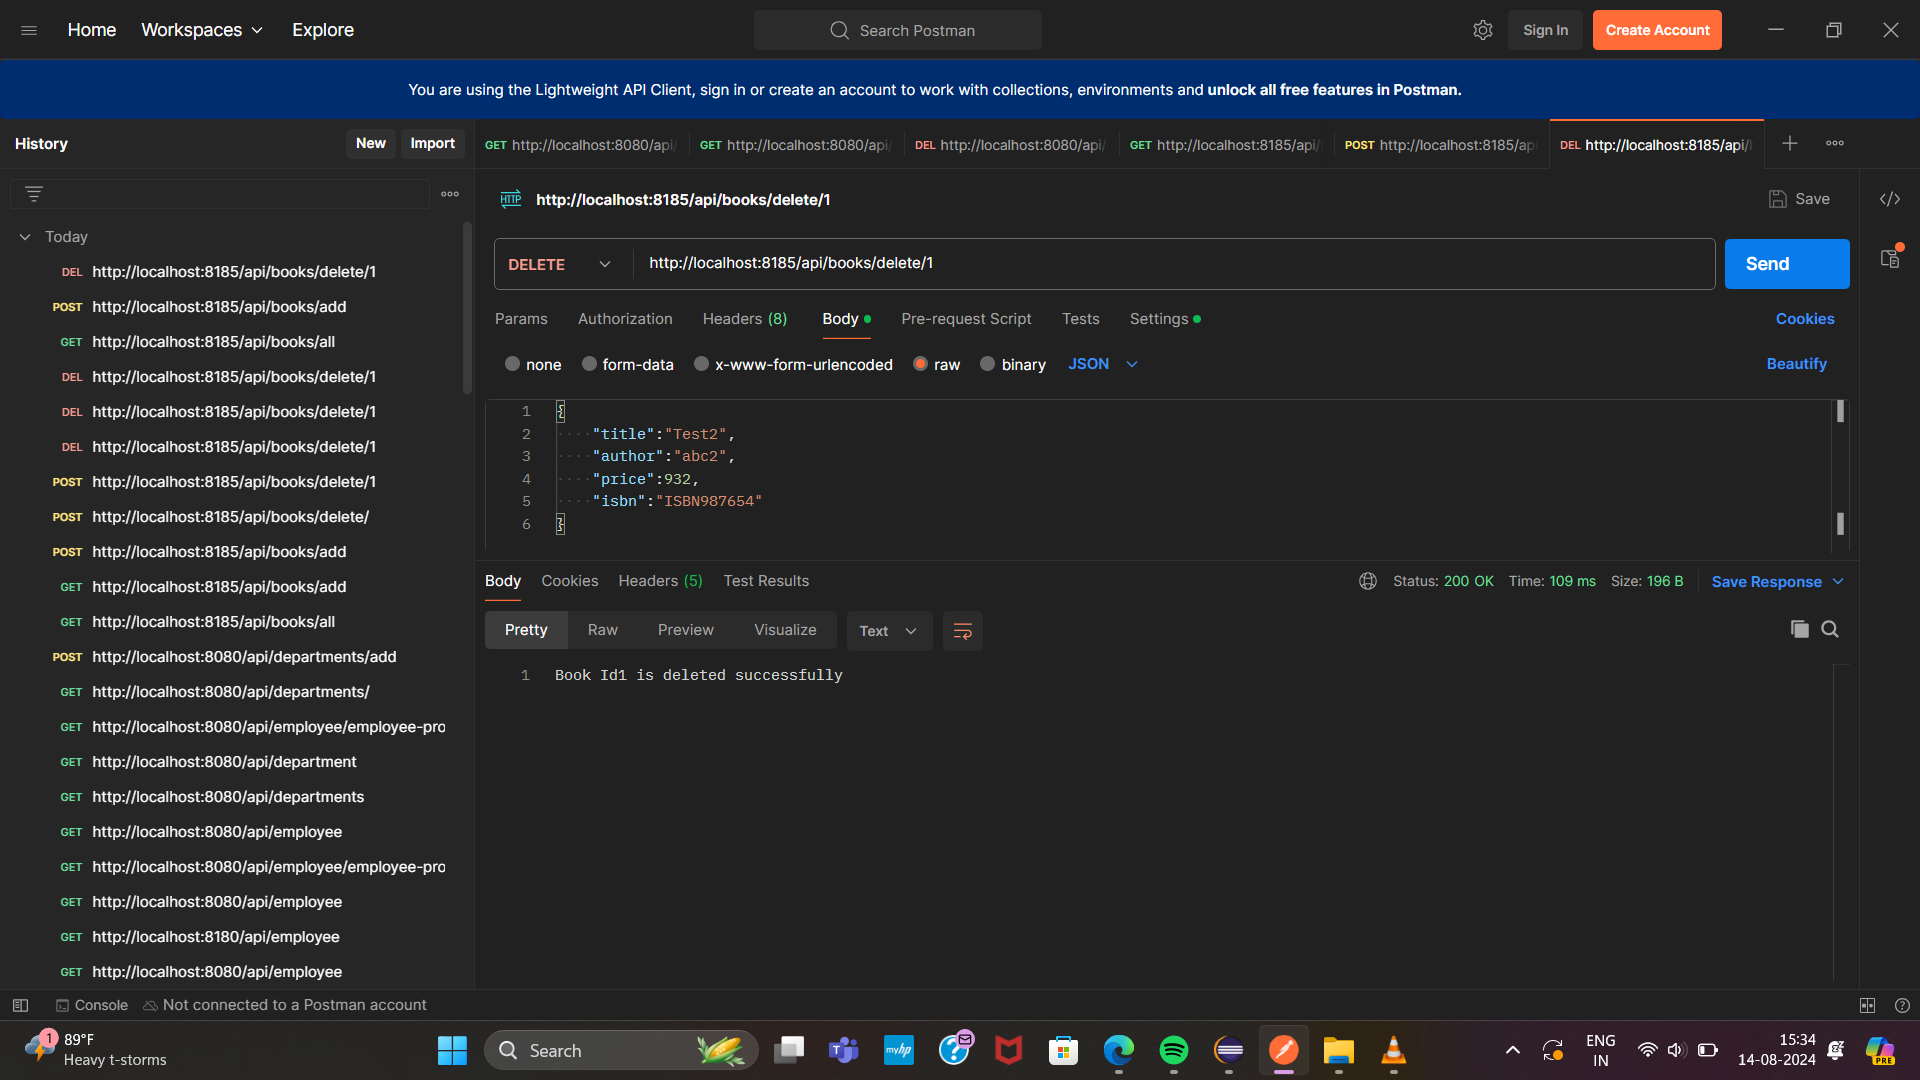 Home Workspaces Explore Search Postman Sign In Create Account
You are using the Lightweight API Client, sign in or create an account to work with collections, environments and unlock all free features in Postman.
History New Import
GET http://localhost:8080/api/ GET http://localhost:8080/api/ DEL http://localhost:8080/api/ GET http://localhost:8185/api/ POST http://localhost:8185/ap DEL http://localhost:8185/api/
Today
DEL http://localhost:8185/api/books/delete/1
POST http://localhost:8185/api/books/add
GET http://localhost:8185/api/books/all
DEL http://localhost:8185/api/books/delete/1
DEL http://localhost:8185/api/books/delete/1
DEL http://localhost:8185/api/books/delete/1
POST http://localhost:8185/api/books/delete/1
POST http://localhost:8185/api/books/delete/
POST http://localhost:8185/api/books/add
GET http://localhost:8185/api/books/add
GET http://localhost:8185/api/books/all
POST http://localhost:8080/api/departments/add
GET http://localhost:8080/api/departments/
GET http://localhost:8080/api/employee/employee-pro
GET http://localhost:8080/api/department
GET http://localhost:8080/api/departments
GET http://localhost:8080/api/employee
GET http://localhost:8080/api/employee/employee-pro
GET http://localhost:8080/api/employee
GET http://localhost:8180/api/employee
GET http://localhost:8080/api/employee
HTTP http://localhost:8185/api/books/delete/1 Save
DELETE http://localhost:8185/api/books/delete/1 Send
Params Authorization Headers (8) Body Pre-request Script Tests Settings Cookies
none form-data x-www-form-urlencoded raw binary JSON Beautify
1 {
2 "title":"Test2",
3 "author":"abc2",
4 "price":932,
5 "isbn":"ISBN987654"
6 }
Body Cookies Headers (5) Test Results Status: 200 OK Time: 109 ms Size: 196 B Save Response
Pretty Raw Preview Visualize Text
1 Book Id1 is deleted successfully
Console Not connected to a Postman account
1 89°F
Heavy t-storms
Search
myhp
ENG
IN
15:34
14-08-2024
PRE